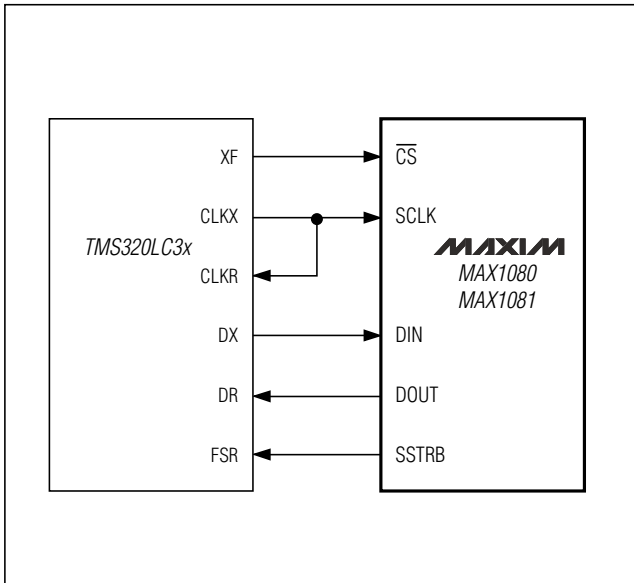 XF
CLKX
TMS320LC3x
CLKR
DX
DR
FSR
CS
SCLK
MAXIM
MAX1080
MAX1081
DIN
DOUT
SSTRB